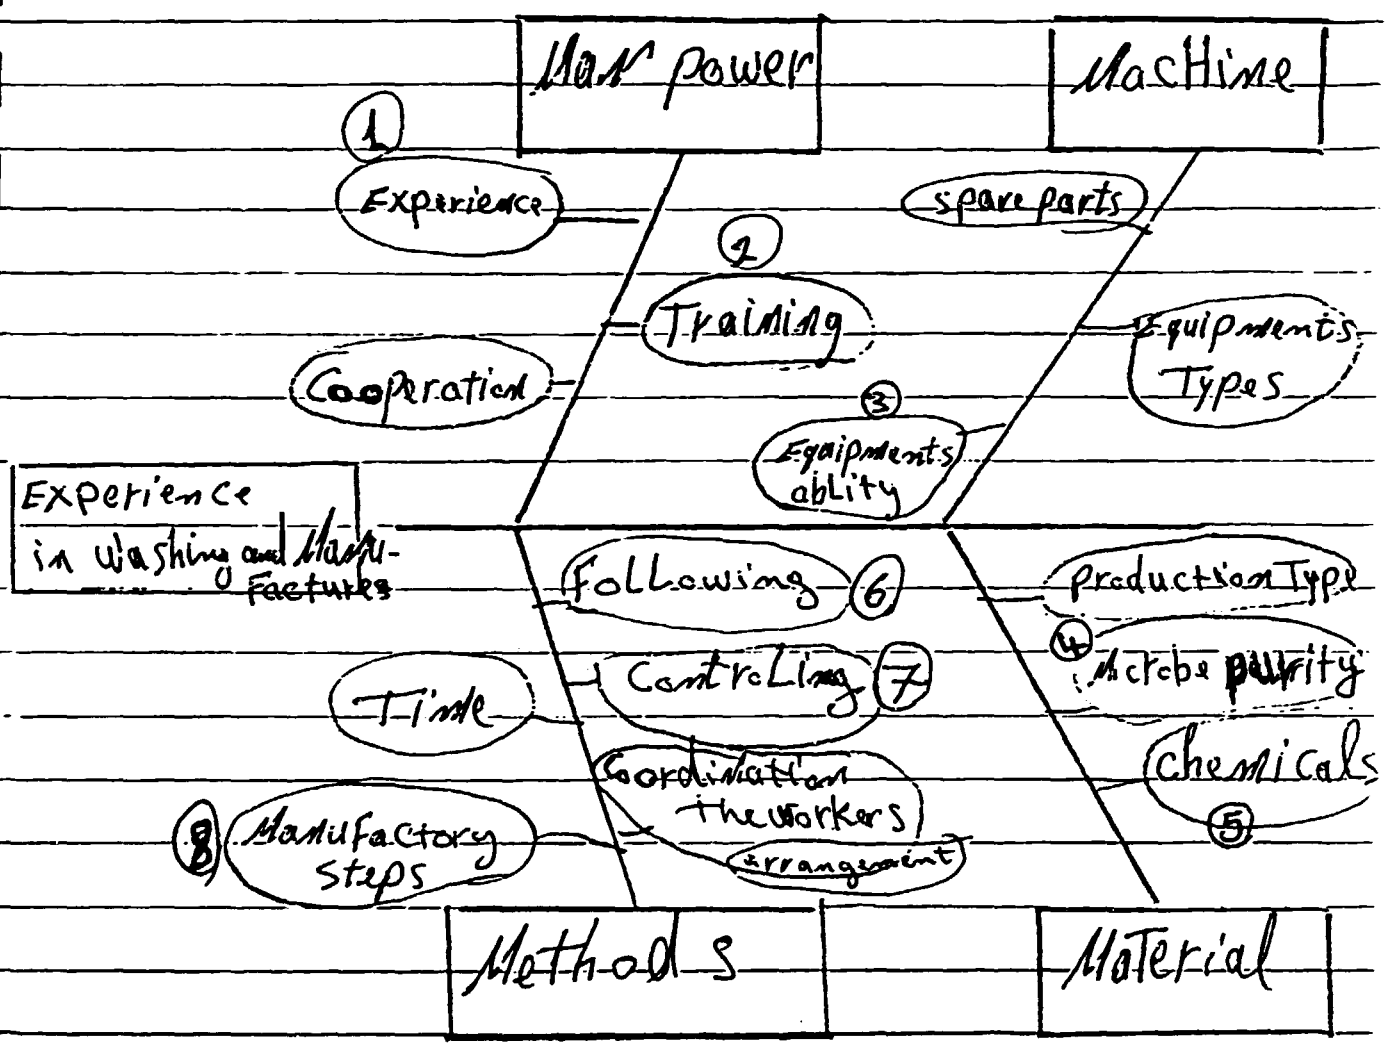 Man power
Machine
1
Experience
spare parts
2
Training
Equipments
Types
Cooperation
3
Equipments
ablity
Experience
in washing and Manu-
factures
Following
6
Production Type
4
Microbe purity
Controling
7
Time
Chemicals
5
Coordination
the workers
arrangement
8
Manufactory
steps
Methods
Material